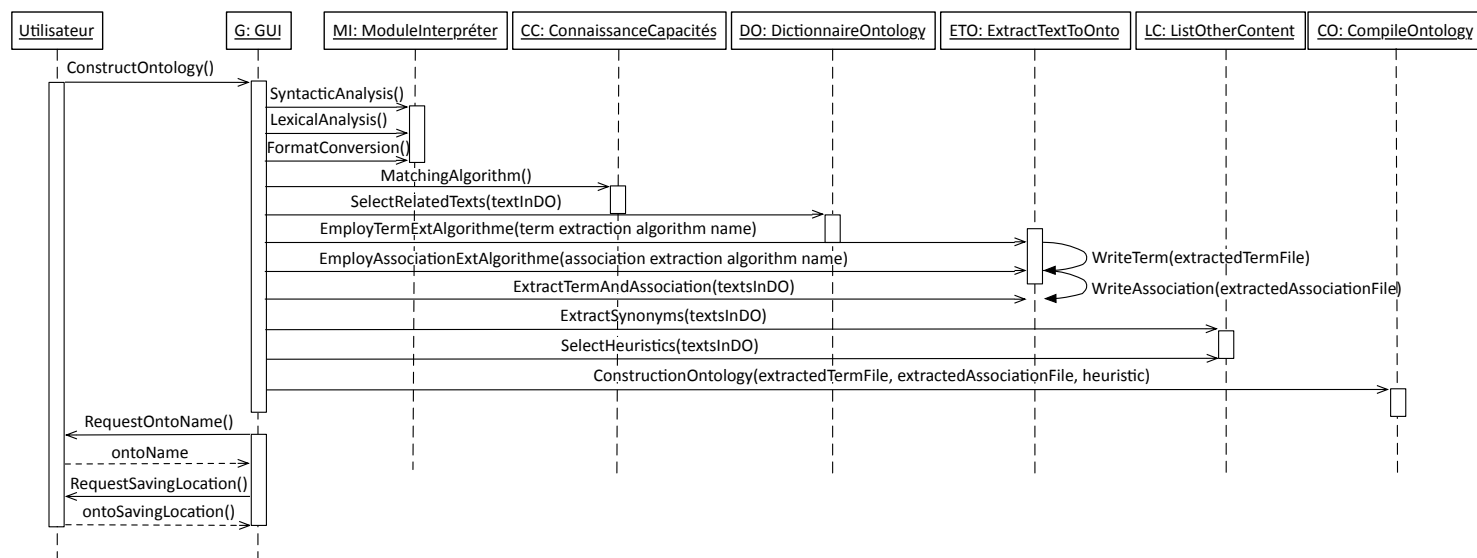 Utilisateur
G: GUI
MI: ModuleInterpréter
CC: ConnaissanceCapacités
DO: DictionnaireOntology
ETO: ExtractTextToOnto
LC: ListOtherContent
CO: CompileOntology
ConstructOntology()
SyntacticAnalysis()
LexicalAnalysis()
FormatConversion()
MatchingAlgorithm()
SelectRelatedTexts(textInDO)
EmployTermExtAlgorithme(term extraction algorithm name)
WriteTerm(extractedTermFile)
EmployAssociationExtAlgorithme(association extraction algorithm name)
ExtractTermAndAssociation(textsInDO)
WriteAssociation(extractedAssociationFile)
ExtractSynonyms(textsInDO)
SelectHeuristics(textsInDO)
ConstructionOntology(extractedTermFile, extractedAssociationFile, heuristic)
RequestOntoName()
ontoName
RequestSavingLocation()
ontoSavingLocation()